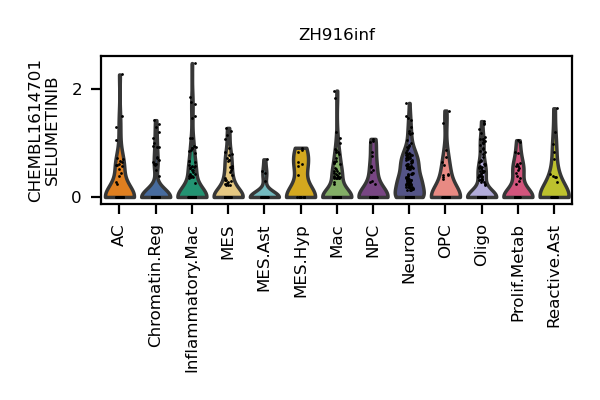 ZH916inf
CHEMBL1614701
SELUMETINIB
2
0
AC
Chromatin.Reg
Inflammatory.Mac
MES
MES.Ast
MES.Hyp
Mac
NPC
Neuron
OPC
Oligo
Prolif.Metab
Reactive.Ast